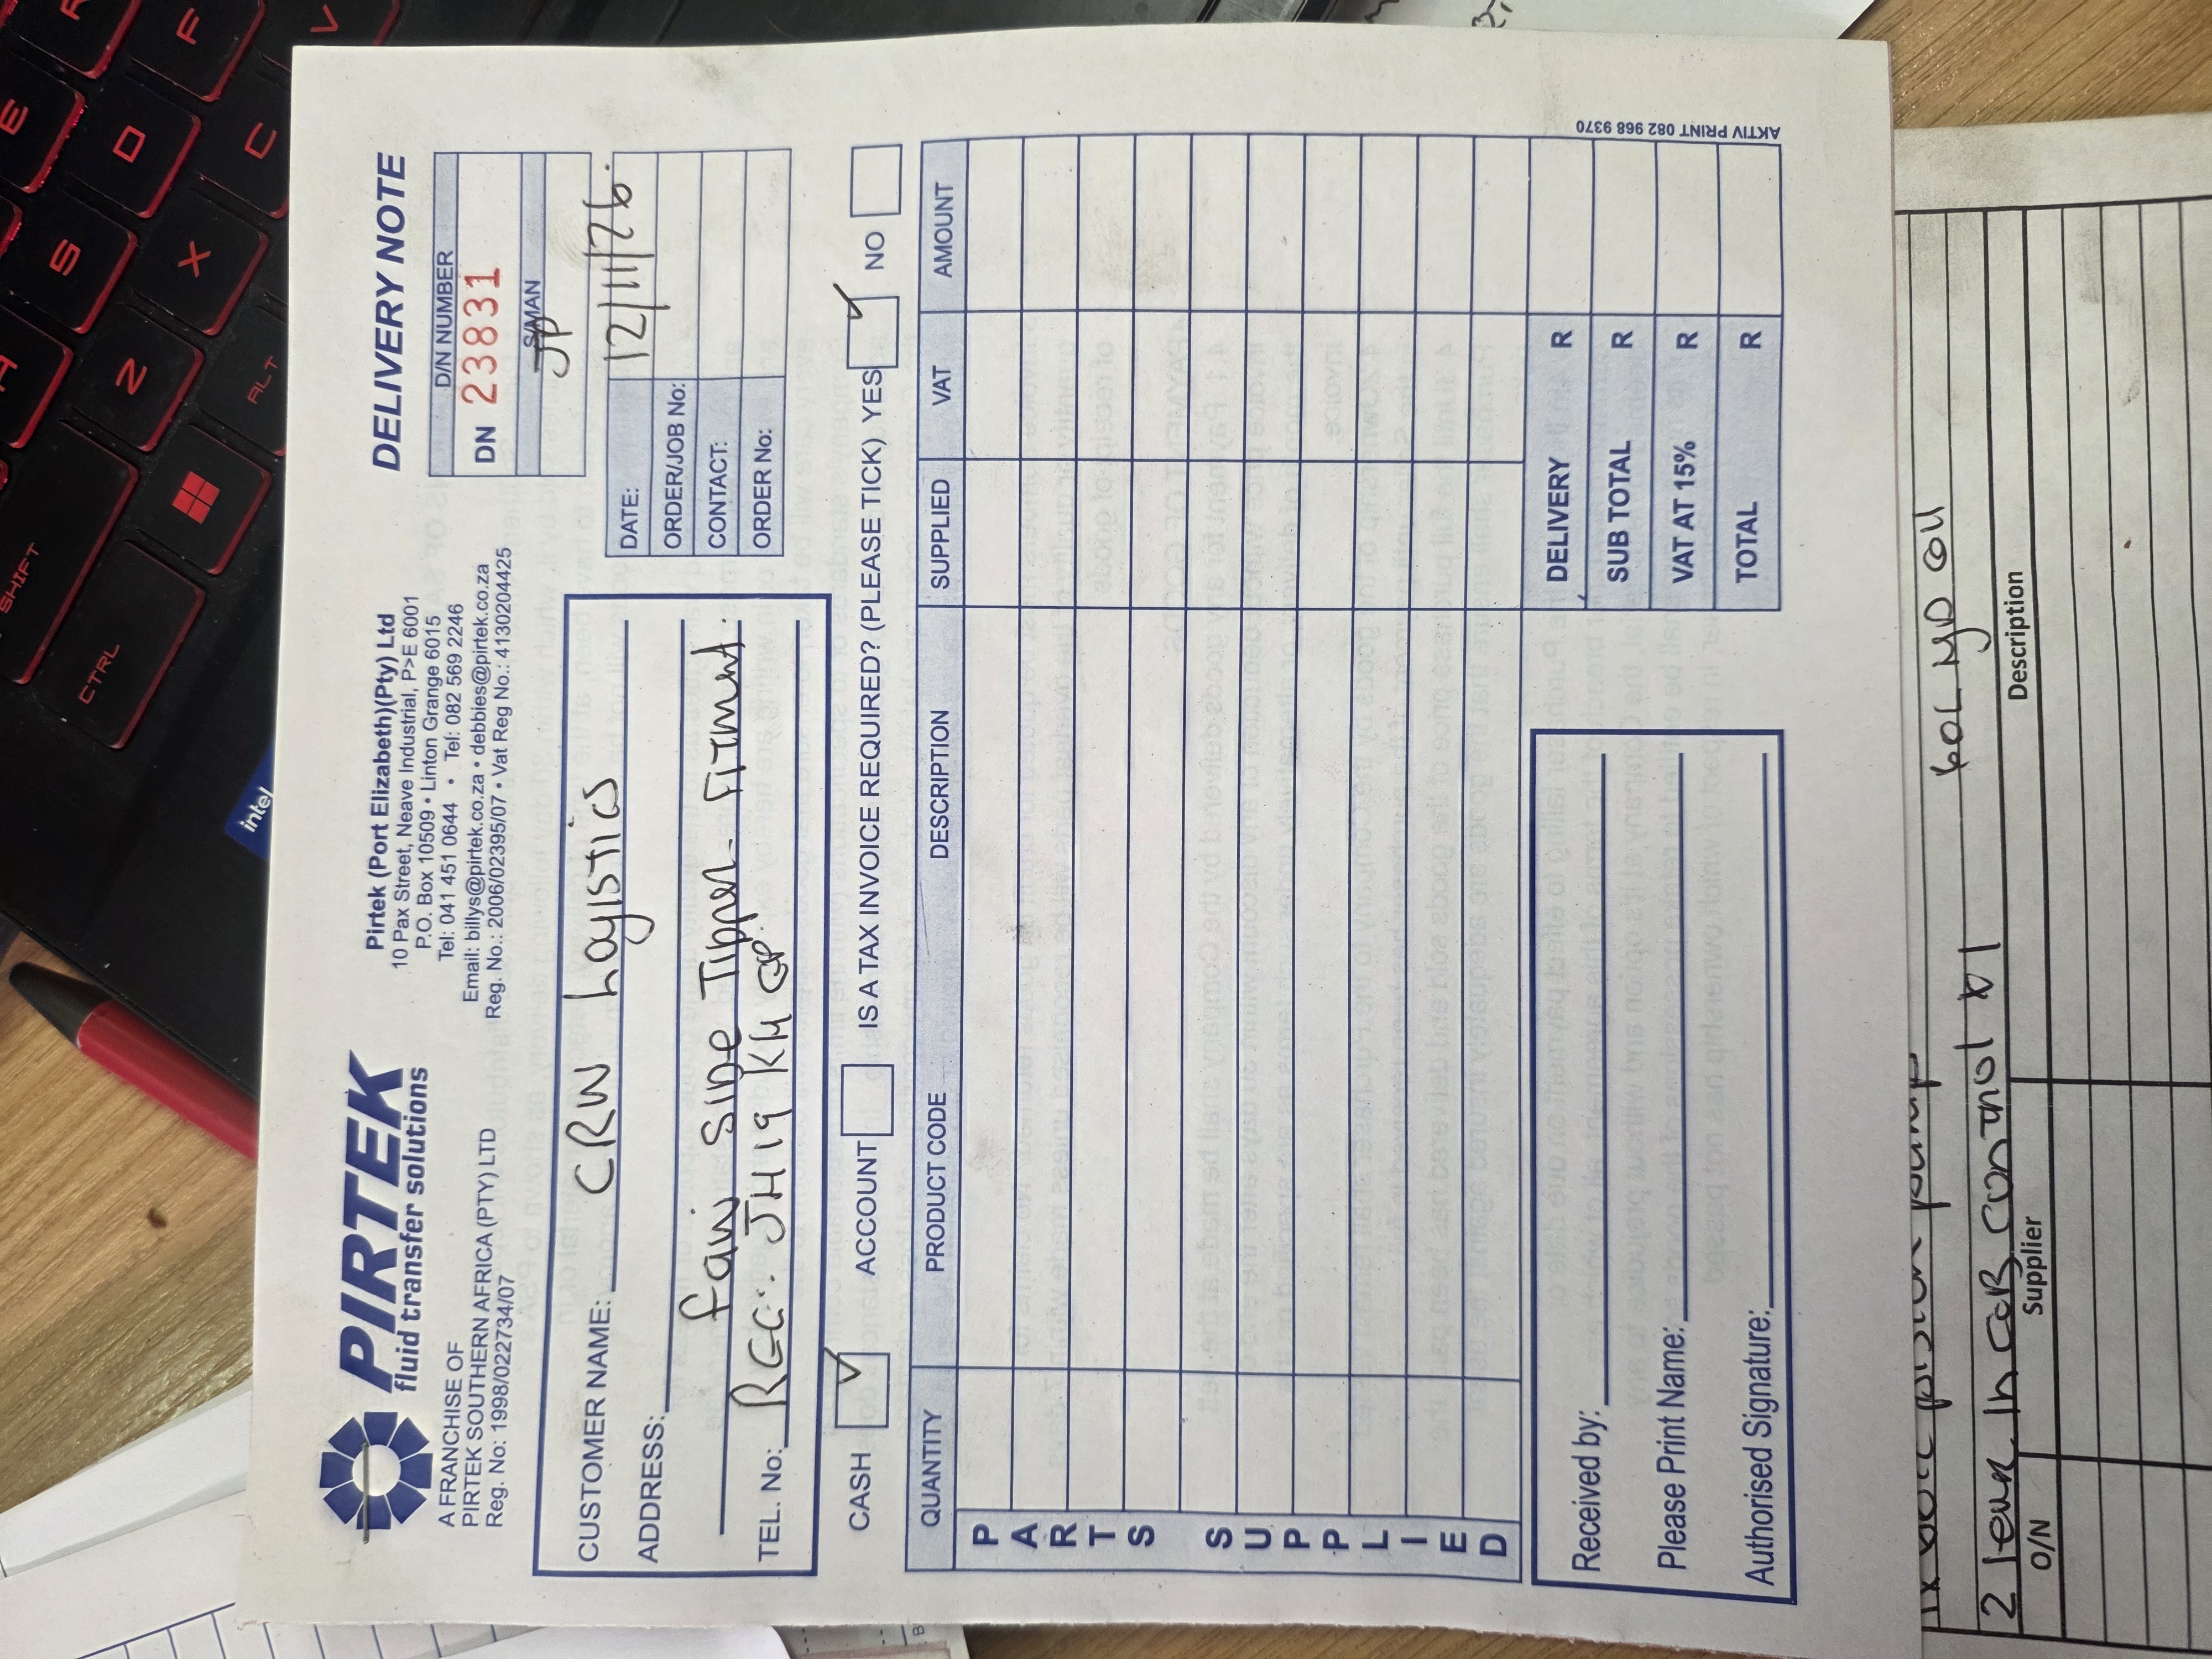 SHIFT
A
E
R
CTRL
S
D
Z
X
F
ALT
C
V
intel
PIRTEK
fluid transfer solutions
A FRANCHISE OF
PIRTEK SOUTHERN AFRICA (PTY) LTD
Reg. No: 1998/022734/07
Pirtek (Port Elizabeth)(Pty) Ltd
10 Pax Street, Neave Industrial, P>E 6001
P.O. Box 10509 • Linton Grange 6015
Tel: 041 451 0644 • Tel: 082 569 2246
Email: billys@pirtek.co.za • debbies@pirtek.co.za
Reg. No.: 2006/02395/07 • Vat Reg No.: 4130204425
DELIVERY NOTE
D/N NUMBER
DN 23831
S/MAN
JP
CUSTOMER NAME: CRW Logistics
ADDRESS:
faw Side Tipper Fitment.
TEL. No: REG: JH19 KH GP
DATE: 12/11/26.
ORDER/JOB No:
CONTACT:
ORDER No:
CASH ✓ ACCOUNT IS A TAX INVOICE REQUIRED? (PLEASE TICK) YES ✓ NO
QUANTITY PRODUCT CODE DESCRIPTION SUPPLIED VAT AMOUNT
PARTS SUPPLIED
Received by:
Please Print Name:
Authorised Signature:
DELIVERY R
SUB TOTAL R
VAT AT 15% R
TOTAL R
AKTIV PRINT 082 968 9370
piston pump
60L HYD Oil
2 lever In CAB control x1
O/N Supplier Description